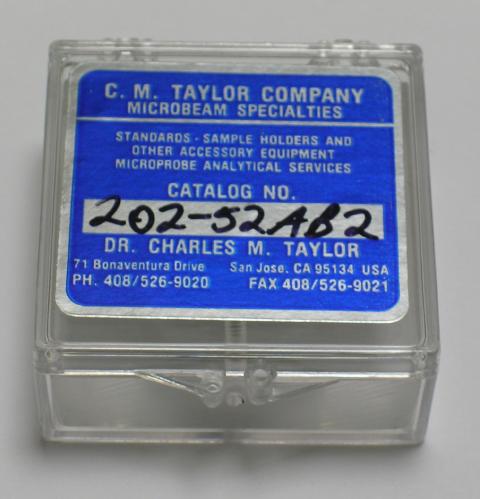 C. M. TAYLOR COMPANY
MICROBEAM SPECIALTIES
STANDARDS - SAMPLE HOLDERS AND
OTHER ACCESSORY EQUIPMENT
MICROPROBE ANALYTICAL SERVICES
CATALOG NO.
202-52AB2
DR. CHARLES M. TAYLOR
71 Bonaventura Drive San Jose, CA 95134 USA
PH. 408/526-9020 FAX 408/526-9021